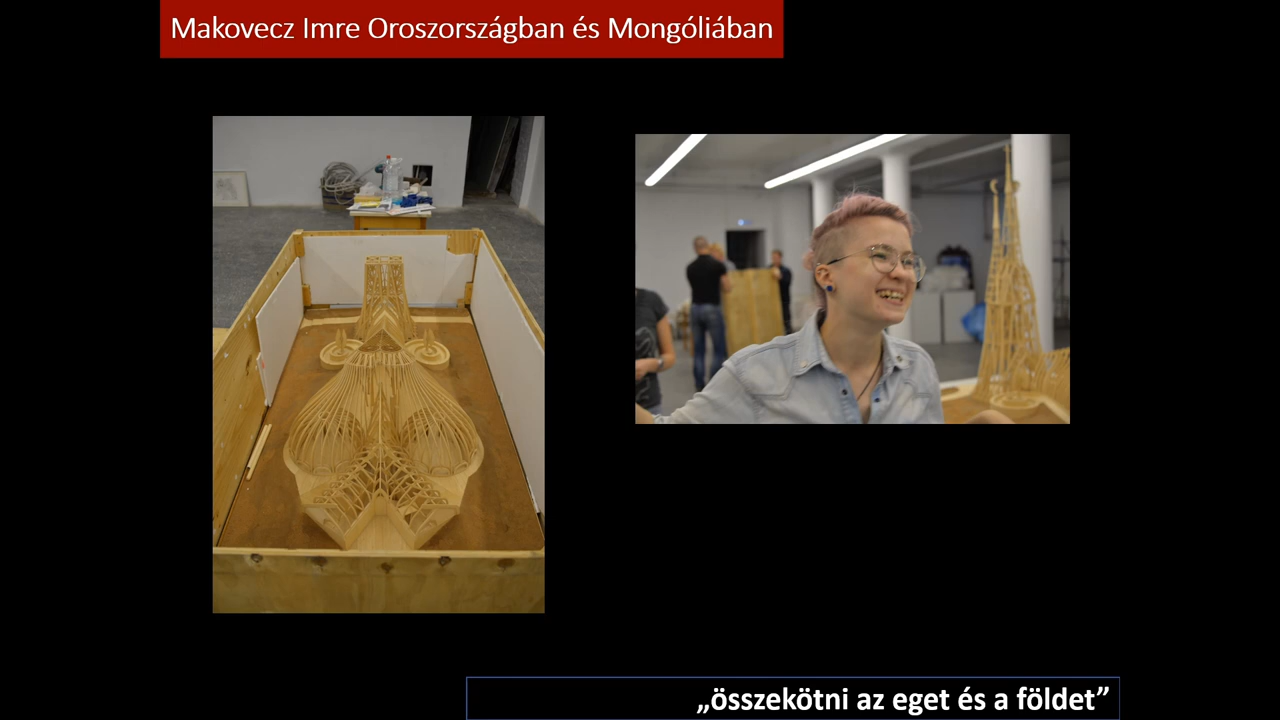 Makovecz Imre Oroszországban és Mongóliában
„összekötni az eget és a földet”